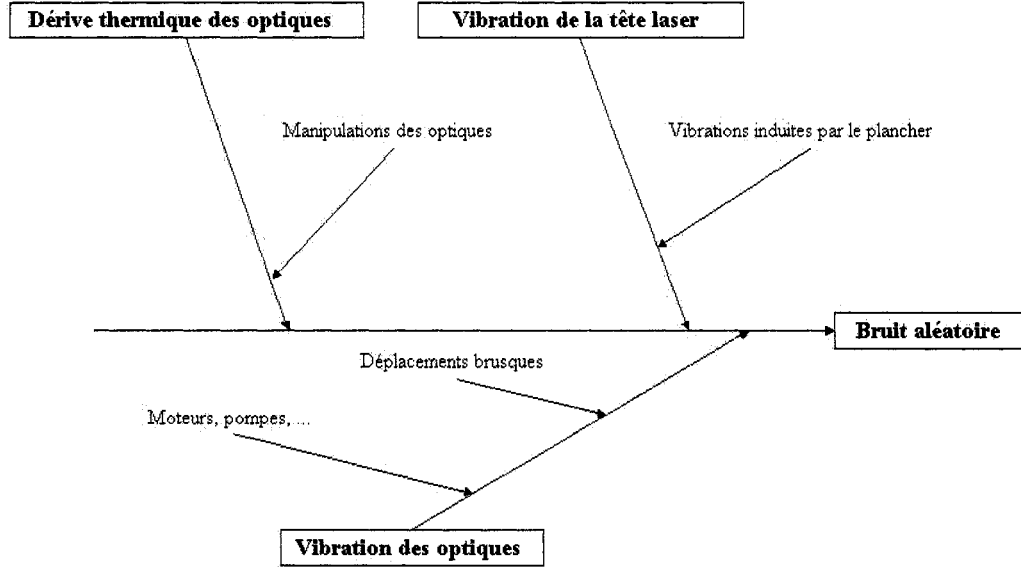 Dérive thermique des optiques
Vibration de la tête laser
Manipulations des optiques
Vibrations induites par le plancher
Bruit aléatoire
Déplacements brusques
Moteurs, pompes, ...
Vibration des optiques